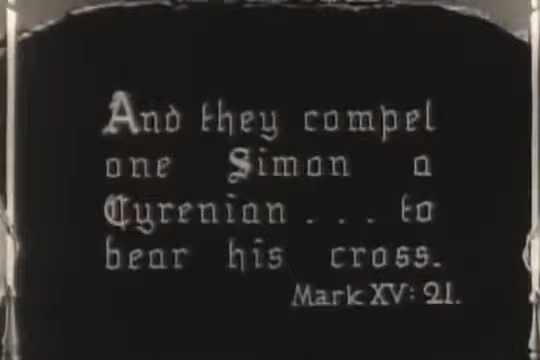 And they compel
one Simon a
Cyrenian . . . to
bear his cross.
Mark XV: 21.